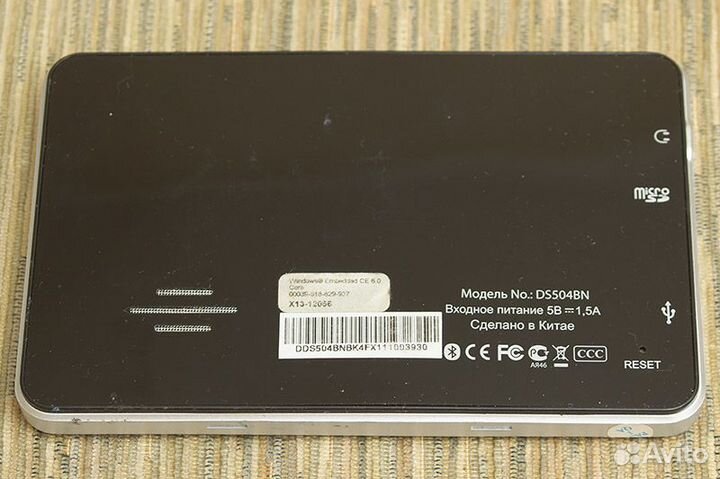 micro SD
Windows® Embedded CE 6.0
Core
X13-12066
DDS504BNBK4FX111003930
Модель No.: DS504BN
Входное питание 5В 1,5А
Сделано в Китае
CE FC CCC
АЯ46
RESET
Avito